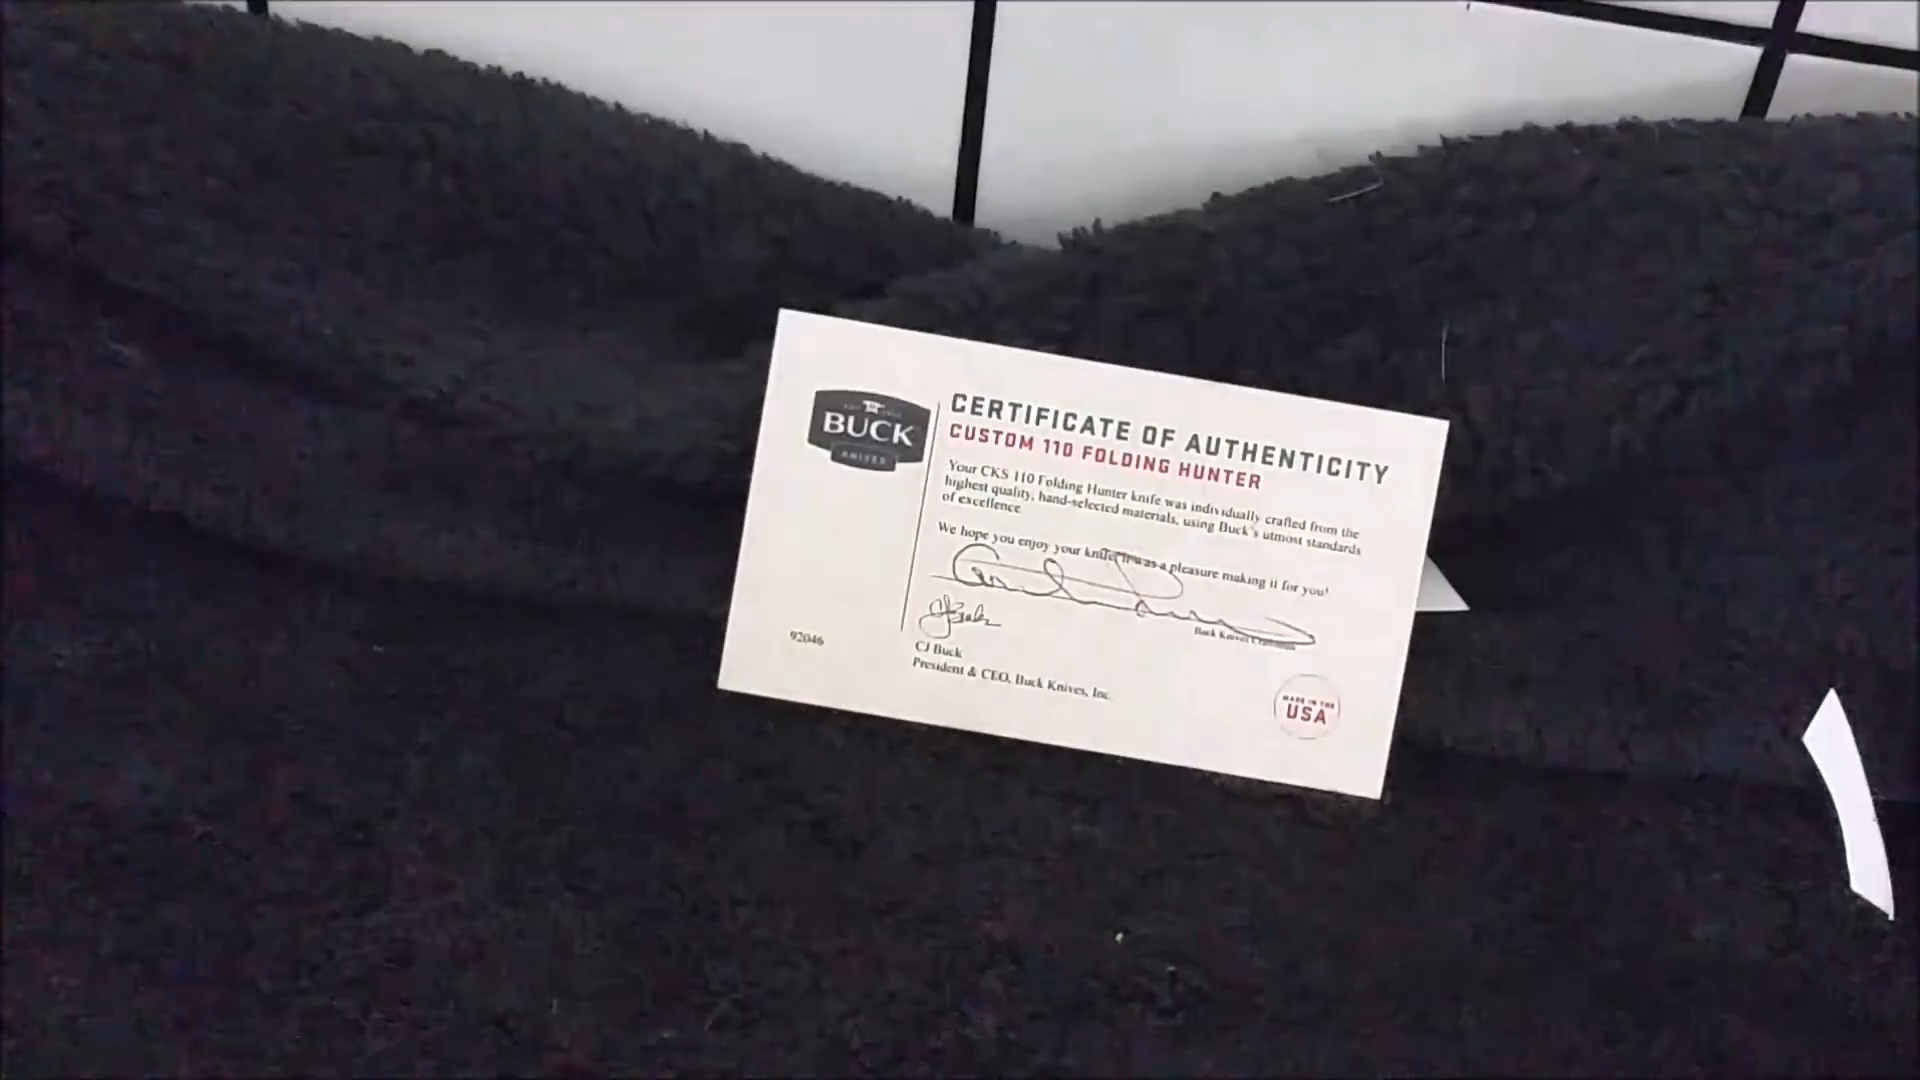 BUCK
KNIVES
CERTIFICATE OF AUTHENTICITY
CUSTOM 110 FOLDING HUNTER
Your CKS 110 Folding Hunter knife was individually crafted from the
highest quality, hand-selected materials, using Buck's utmost standards
of excellence.
We hope you enjoy your knife, it was a pleasure making it for you!
CJ Buck
Buck Knives Craftsman
CJ Buck
President & CEO, Buck Knives, Inc.
92046
MADE IN THE
USA